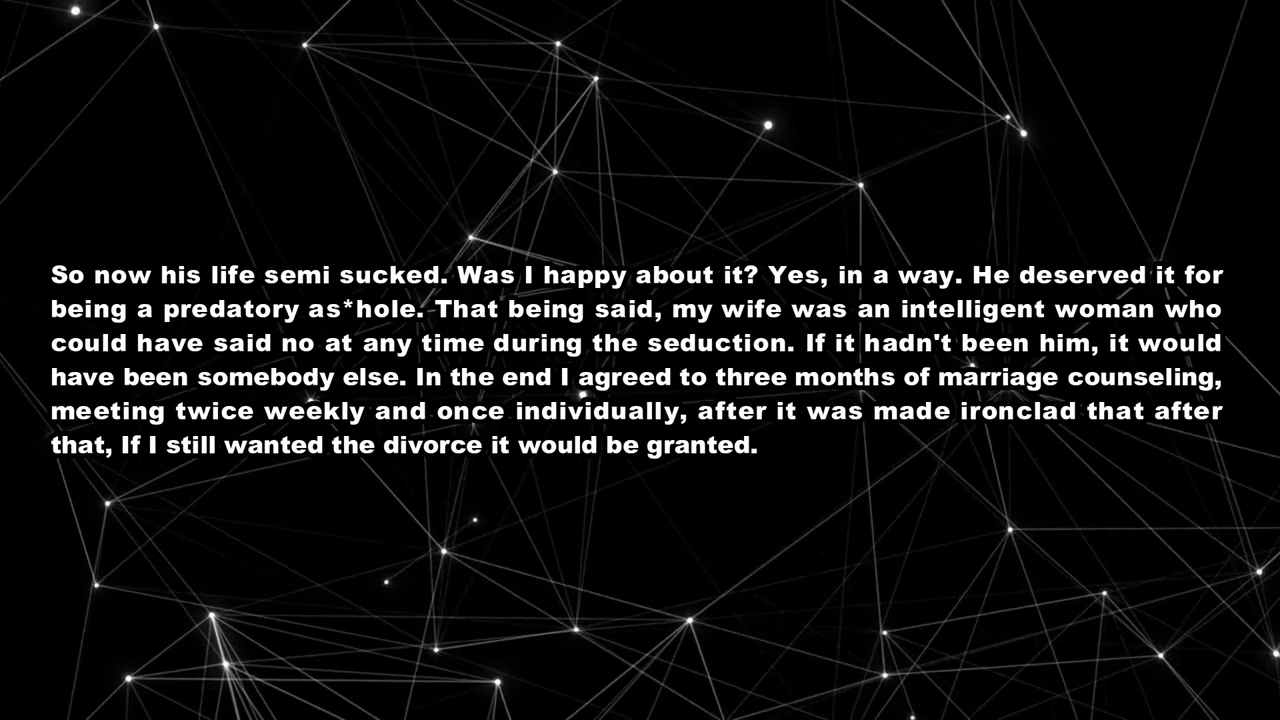 So now his life semi sucked. Was I happy about it? Yes, in a way. He deserved it for
being a predatory as*hole. That being said, my wife was an intelligent woman who
could have said no at any time during the seduction. If it hadn't been him, it would
have been somebody else. In the end I agreed to three months of marriage counseling,
meeting twice weekly and once individually, after it was made ironclad that after
that, If I still wanted the divorce it would be granted.